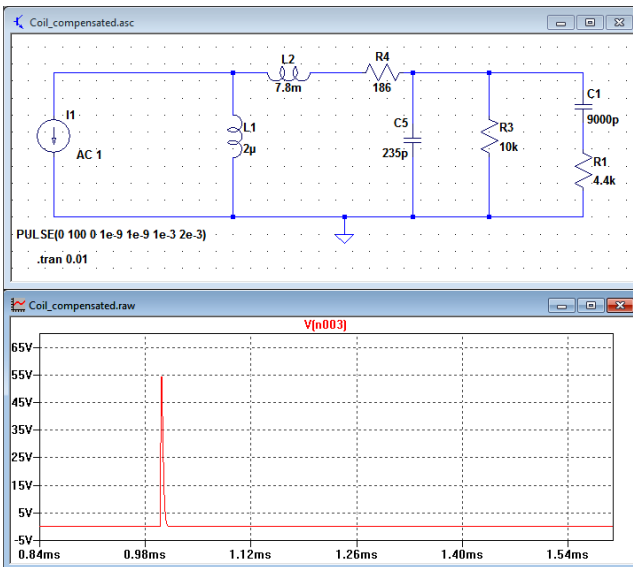 Coil_compensated.asc
L2
7.8m
R4
186
C1
9000p
I1
AC 1
L1
2µ
C5
235p
R3
10k
R1
4.4k
PULSE(0 100 0 1e-9 1e-9 1e-3 2e-3)
.tran 0.01
Coil_compensated.raw
V(n003)
65V
55V
45V
35V
25V
15V
5V
-5V
0.84ms 0.98ms 1.12ms 1.26ms 1.40ms 1.54ms